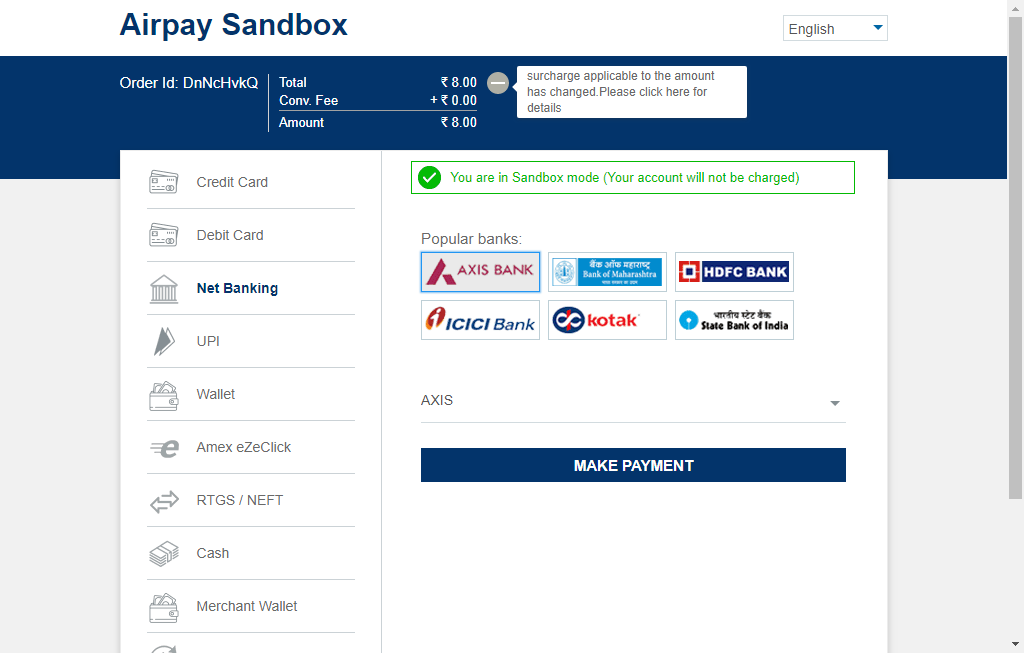 Airpay Sandbox
English
Order Id: DnNcHvkQ
Total ₹ 8.00
Conv. Fee + ₹ 0.00
Amount ₹ 8.00
surcharge applicable to the amount
has changed.Please click here for
details
Credit Card
Debit Card
Net Banking
UPI
Wallet
Amex eZeClick
RTGS / NEFT
Cash
Merchant Wallet
You are in Sandbox mode (Your account will not be charged)
Popular banks:
AXIS BANK
बैंक ऑफ महाराष्ट्र
Bank of Maharashtra
HDFC BANK
ICICI Bank
kotak
भारतीय स्टेट बैंक
State Bank of India
AXIS
MAKE PAYMENT